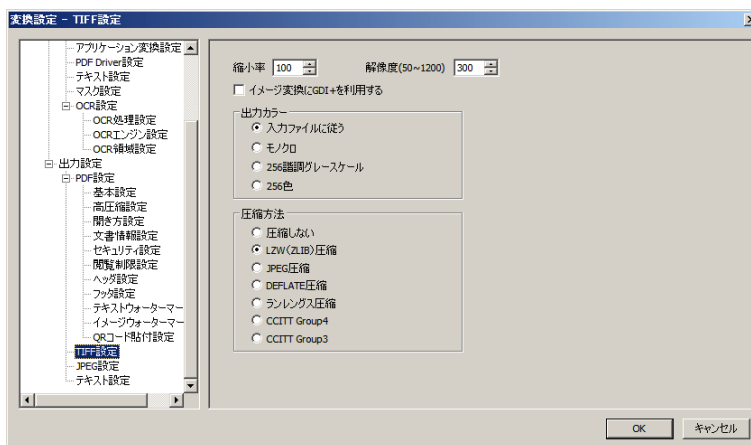 変換設定 - TIFF設定
アプリケーション変換設定
PDF Driver設定
テキスト設定
マスク設定
OCR設定
OCR処理設定
OCRエンジン設定
OCR領域設定
出力設定
PDF設定
基本設定
高圧縮設定
開き方設定
文書情報設定
セキュリティ設定
閲覧制限設定
ヘッダ設定
フッタ設定
テキストウォーターマー
イメージウォーターマー
QRコード貼付設定
TIFF設定
JPEG設定
テキスト設定
縮小率 100 解像度(50~1200) 300
イメージ変換にGDI+を利用する
出力カラー
入力ファイルに従う
モノクロ
256諧調グレースケール
256色
圧縮方法
圧縮しない
LZW(ZLIB)圧縮
JPEG圧縮
DEFLATE圧縮
ランレングス圧縮
CCITT Group4
CCITT Group3
OK キャンセル